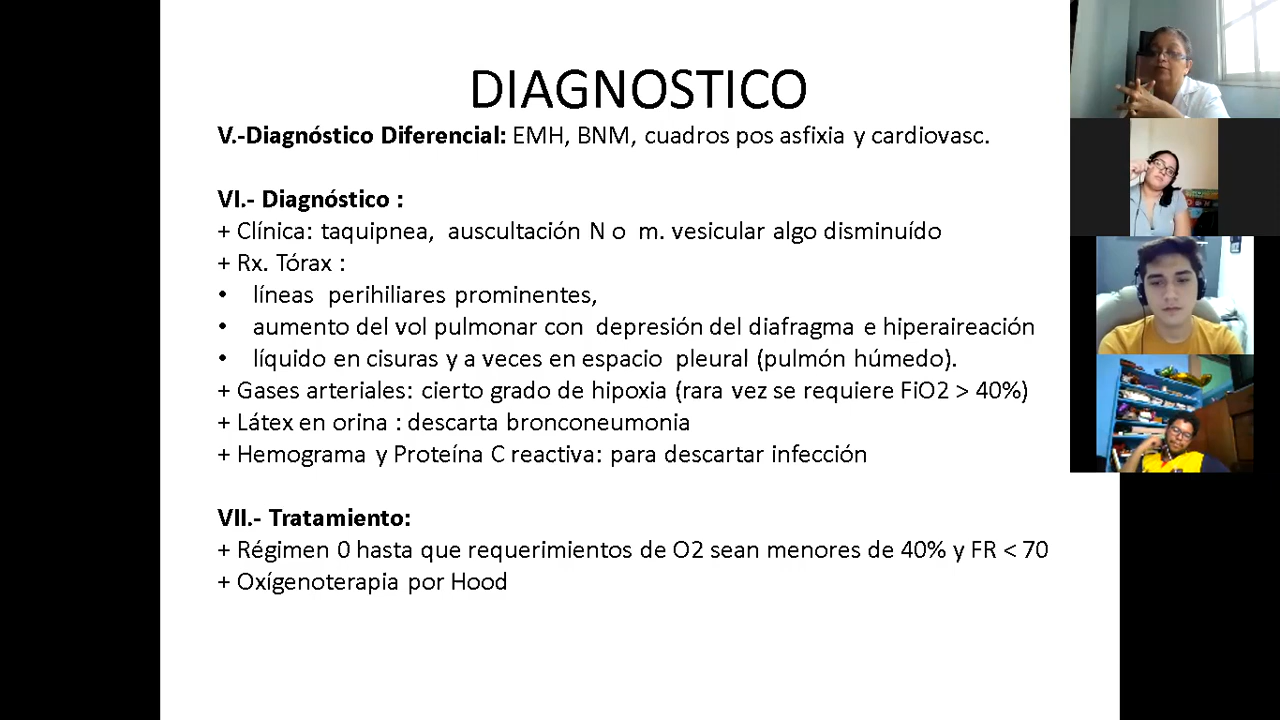 DIAGNOSTICO
V.-Diagnóstico Diferencial: EMH, BNM, cuadros pos asfixia y cardiovasc.
VI.- Diagnóstico :
+ Clínica: taquipnea, auscultación N o m. vesicular algo disminuído
+ Rx. Tórax :
• líneas perihiliares prominentes,
• aumento del vol pulmonar con depresión del diafragma e hiperaireación
• líquido en cisuras y a veces en espacio pleural (pulmón húmedo).
+ Gases arteriales: cierto grado de hipoxia (rara vez se requiere FiO2 > 40%)
+ Látex en orina : descarta bronconeumonia
+ Hemograma y Proteína C reactiva: para descartar infección
VII.- Tratamiento:
+ Régimen 0 hasta que requerimientos de O2 sean menores de 40% y FR < 70
+ Oxígenoterapia por Hood